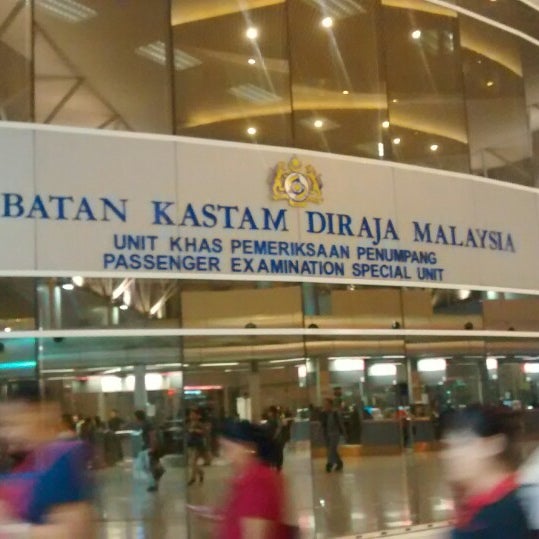 BATAN KASTAM DIRAJA MALAYSIA
UNIT KHAS PEMERIKSAAN PENUMPANG
PASSENGER EXAMINATION SPECIAL UNIT